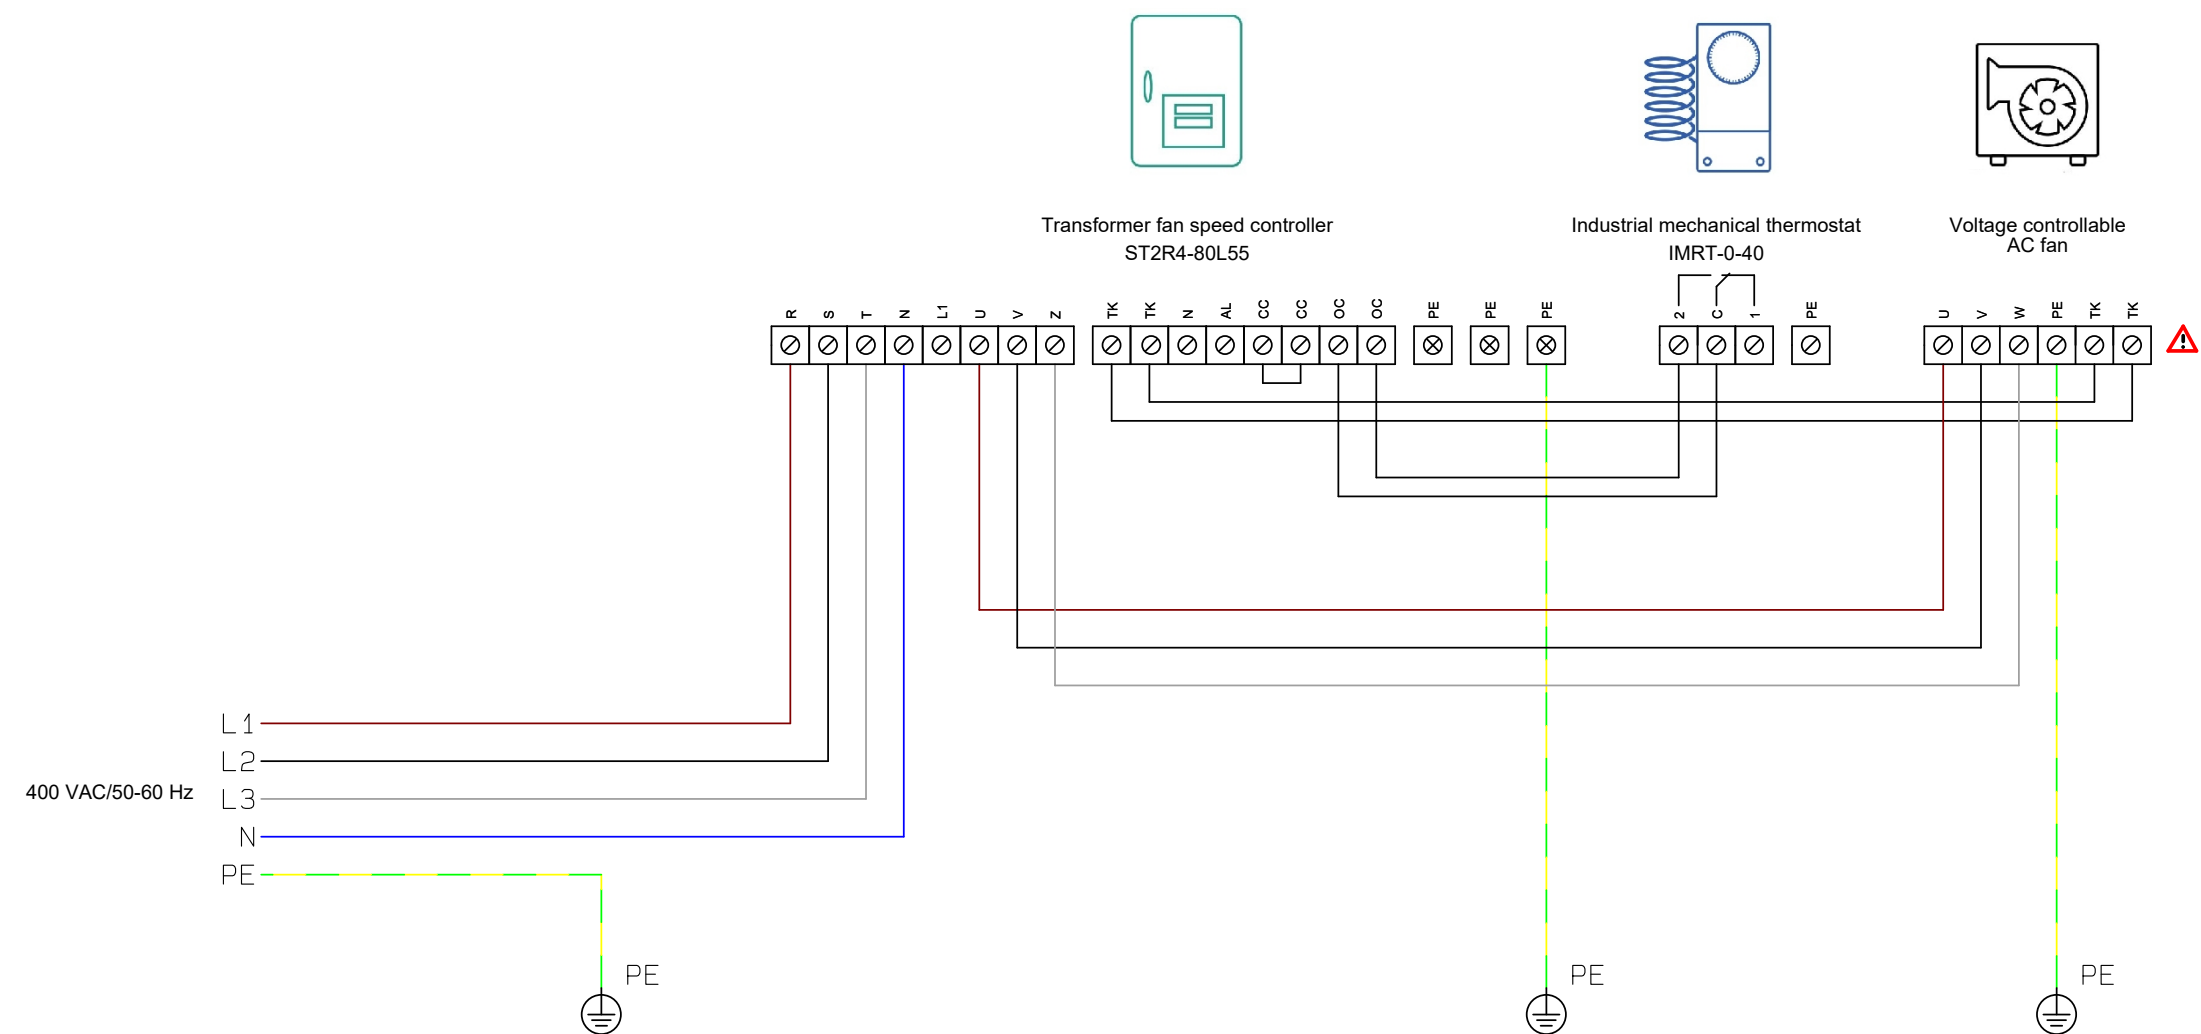 Transformer fan speed controller
ST2R4-80L55
Industrial mechanical thermostat
IMRT-0-40
Voltage controllable
AC fan
R S T N L1 U V Z TK TK N AL CC CC OC OC PE PE PE 2 C 1 PE U V W PE TK TK
L1
L2
400 VAC/50-60 Hz
L3
N
PE
PE
PE
PE